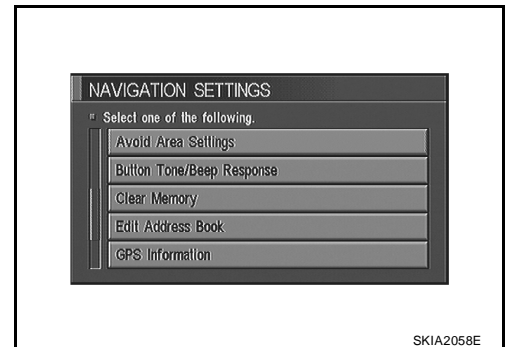 NAVIGATION SETTINGS
Select one of the following.
Avoid Area Settings
Button Tone/Beep Response
Clear Memory
Edit Address Book
GPS Information
SKIA2058E